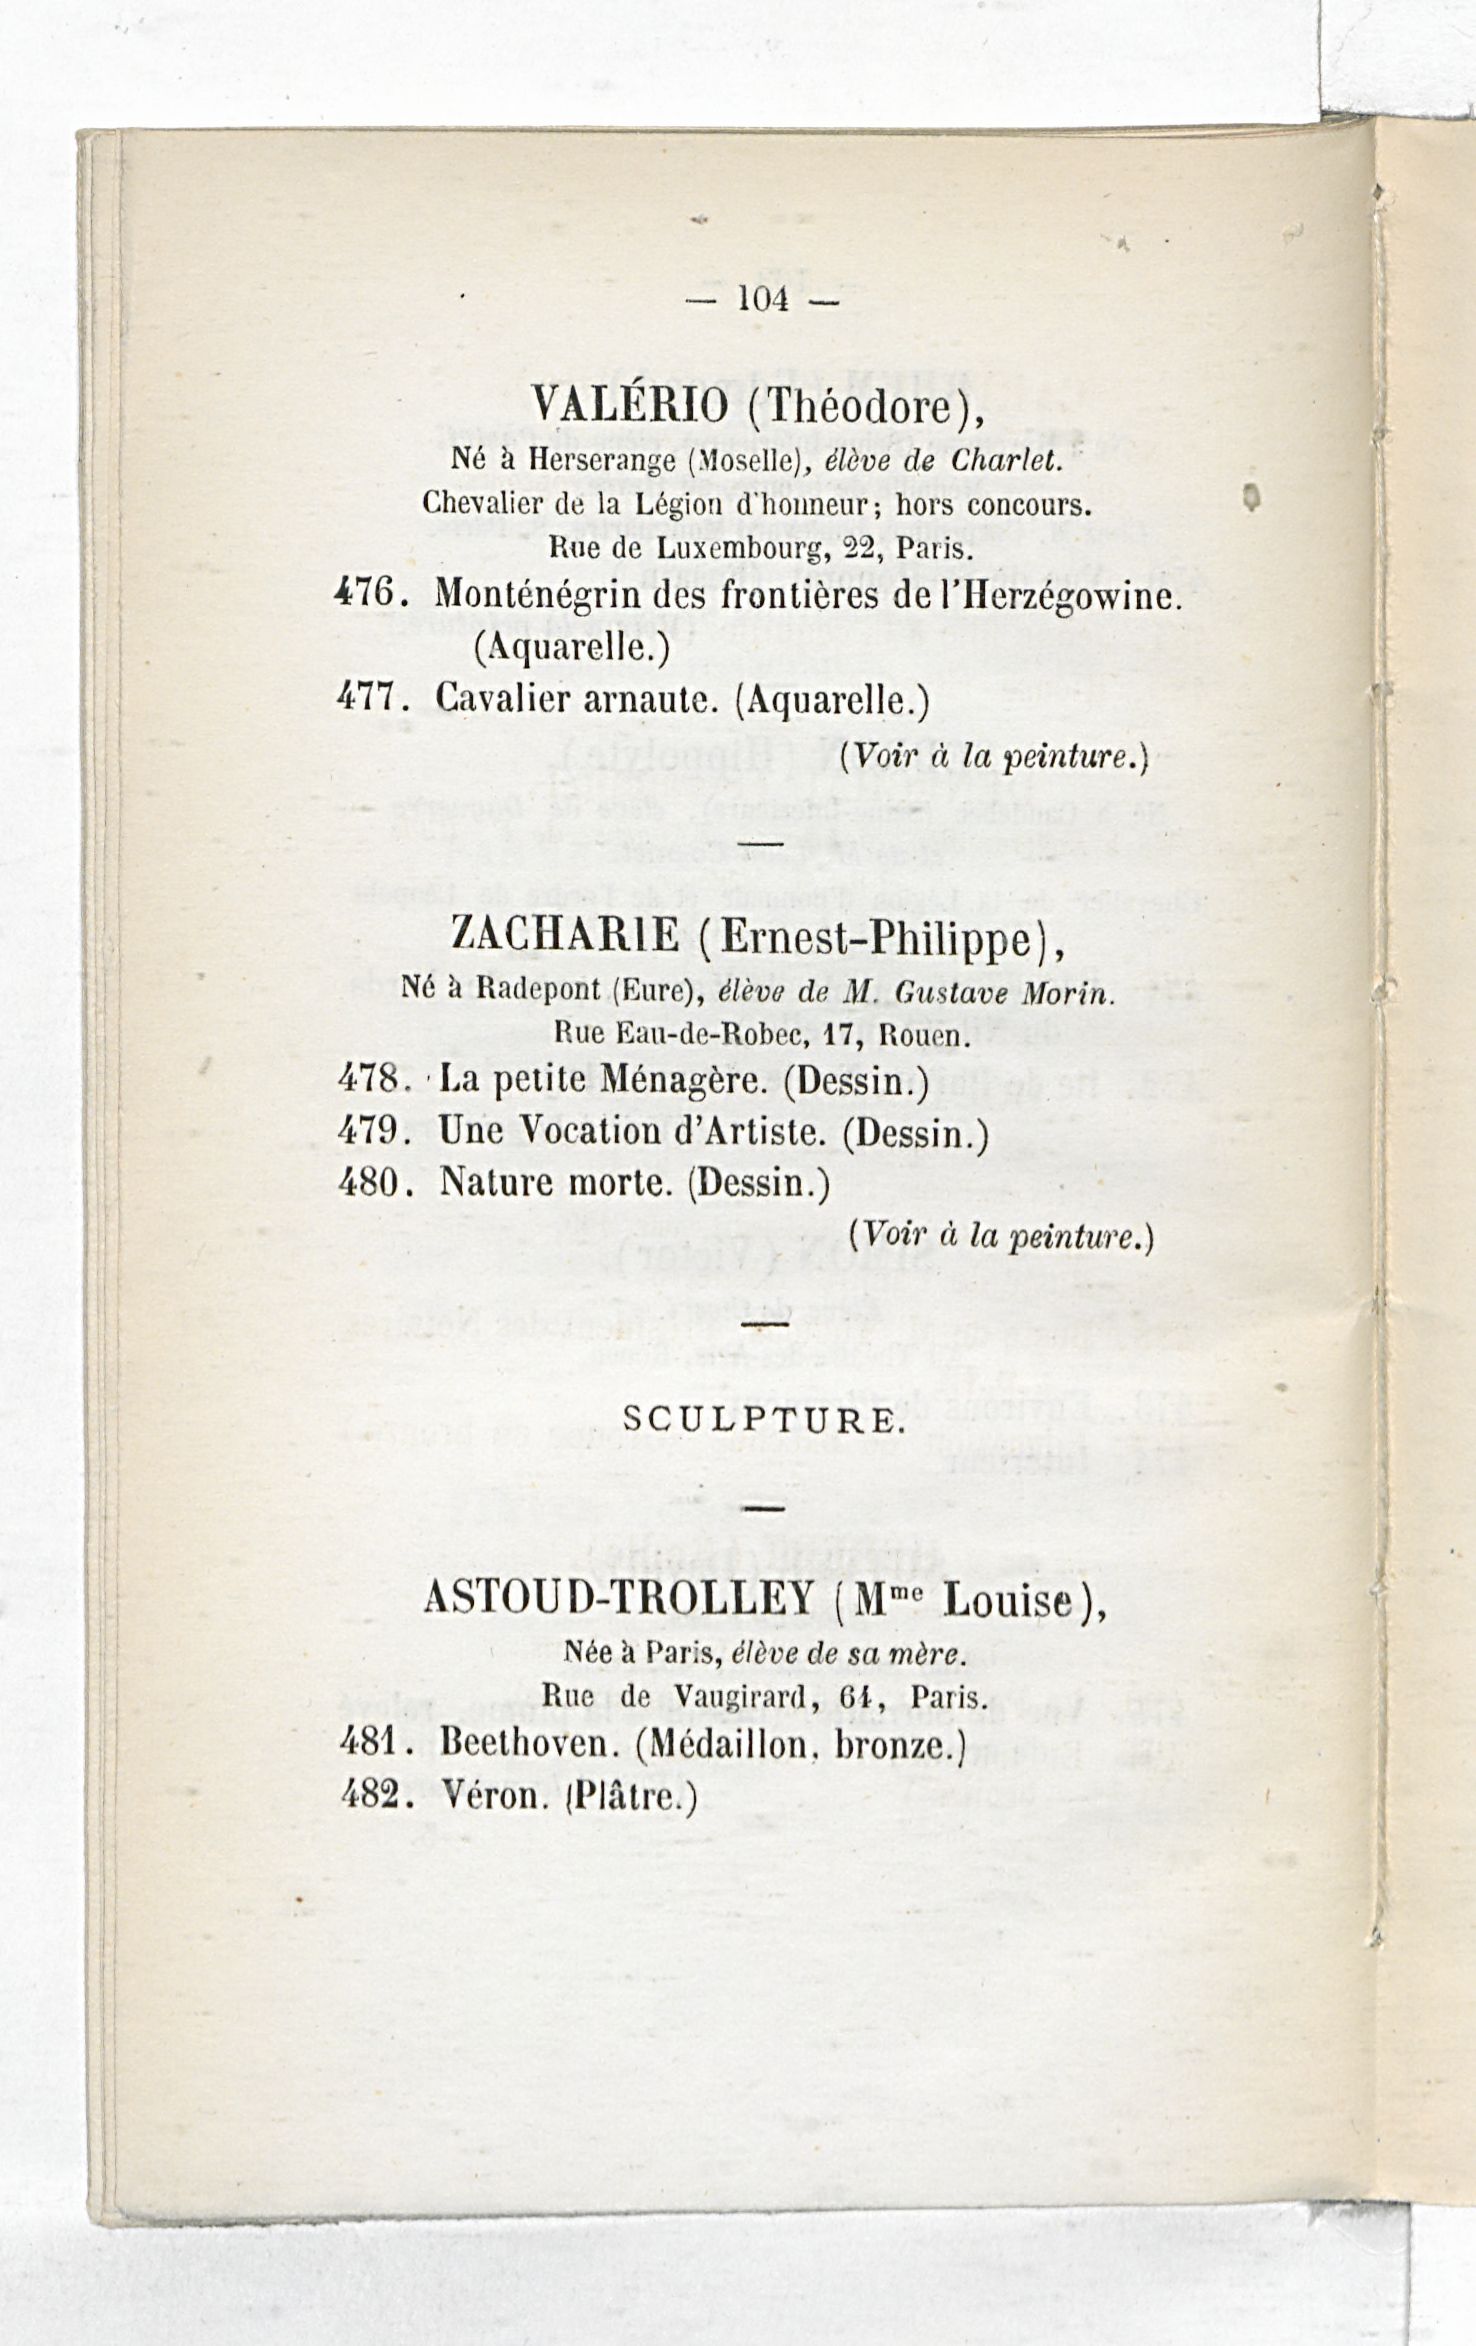 — 104 —
VALÉRIO (Théodore),
Né à Herserange (Moselle), élève de Charlet.
Chevalier de la Légion d'honneur; hors concours.
Rue de Luxembourg, 22, Paris.
476. Monténégrin des frontières de l'Herzégowine.
(Aquarelle.)
477. Cavalier arnaute. (Aquarelle.)
(Voir à la peinture.)
ZACHARIE (Ernest-Philippe),
Né à Radepont (Eure), élève de M. Gustave Morin.
Rue Eau-de-Robec, 17, Rouen.
478. La petite Ménagère. (Dessin.)
479. Une Vocation d'Artiste. (Dessin.)
480. Nature morte. (Dessin.)
(Voir à la peinture.)
SCULPTURE.
ASTOUD-TROLLEY (Mme Louise),
Née à Paris, élève de sa mère.
Rue de Vaugirard, 61, Paris.
481. Beethoven. (Médaillon, bronze.)
482. Véron. (Plâtre.)